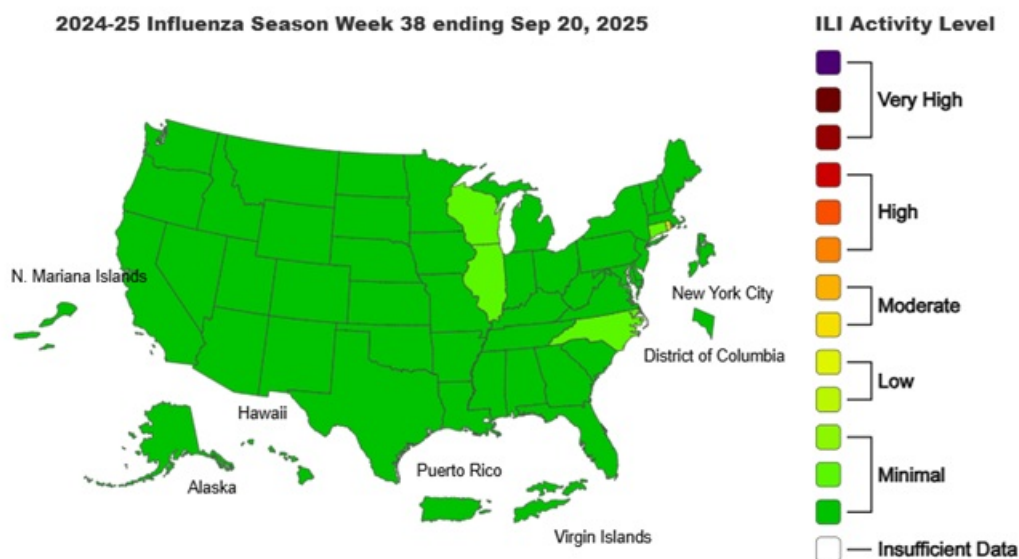 2024-25 Influenza Season Week 38 ending Sep 20, 2025
ILI Activity Level
Very High
High
Moderate
Low
Minimal
Insufficient Data
N. Mariana Islands
New York City
District of Columbia
Hawaii
Alaska
Puerto Rico
Virgin Islands